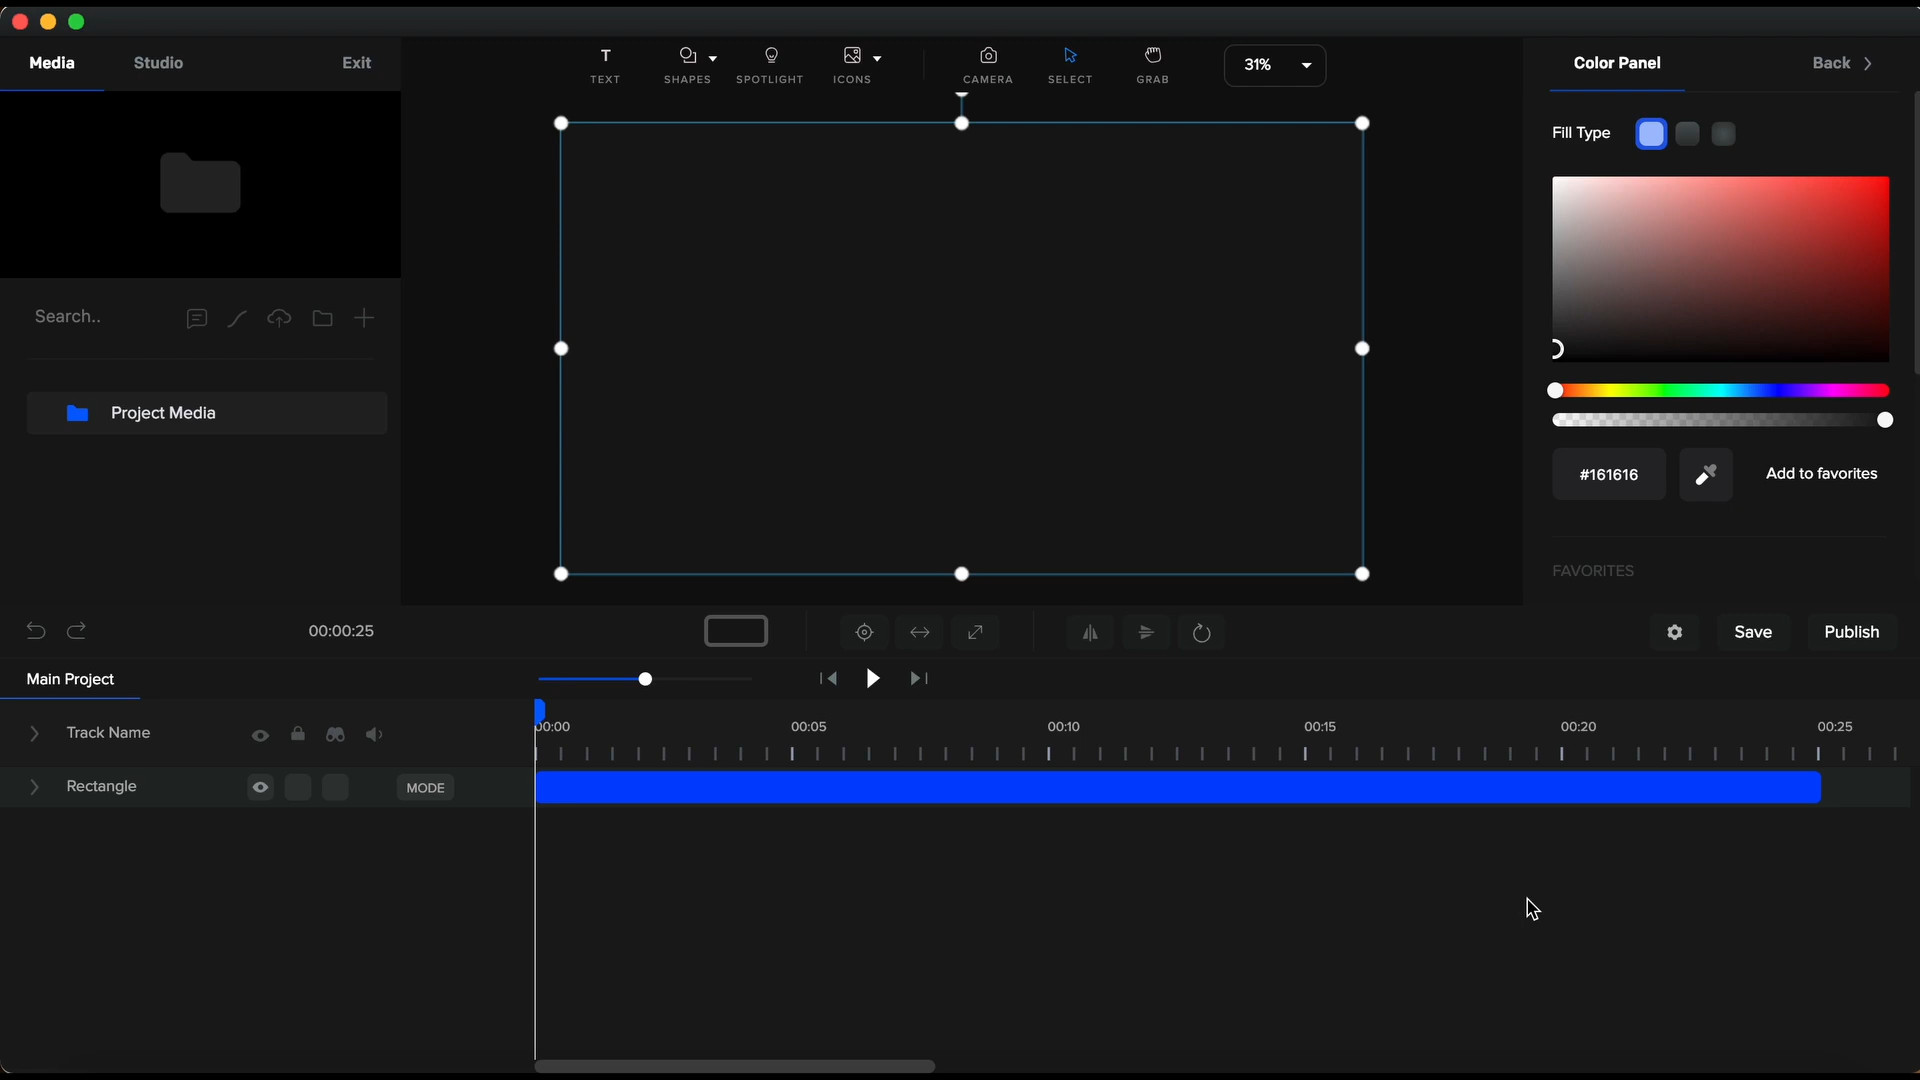 Media
Studio
Exit
TEXT
SHAPES
SPOTLIGHT
ICONS
CAMERA
SELECT
GRAB
31%
Color Panel
Back
Fill Type
Search..
Project Media
#161616
Add to favorites
FAVORITES
00:00:25
Save
Publish
Main Project
Track Name
00:00
00:05
00:10
00:15
00:20
00:25
Rectangle
MODE